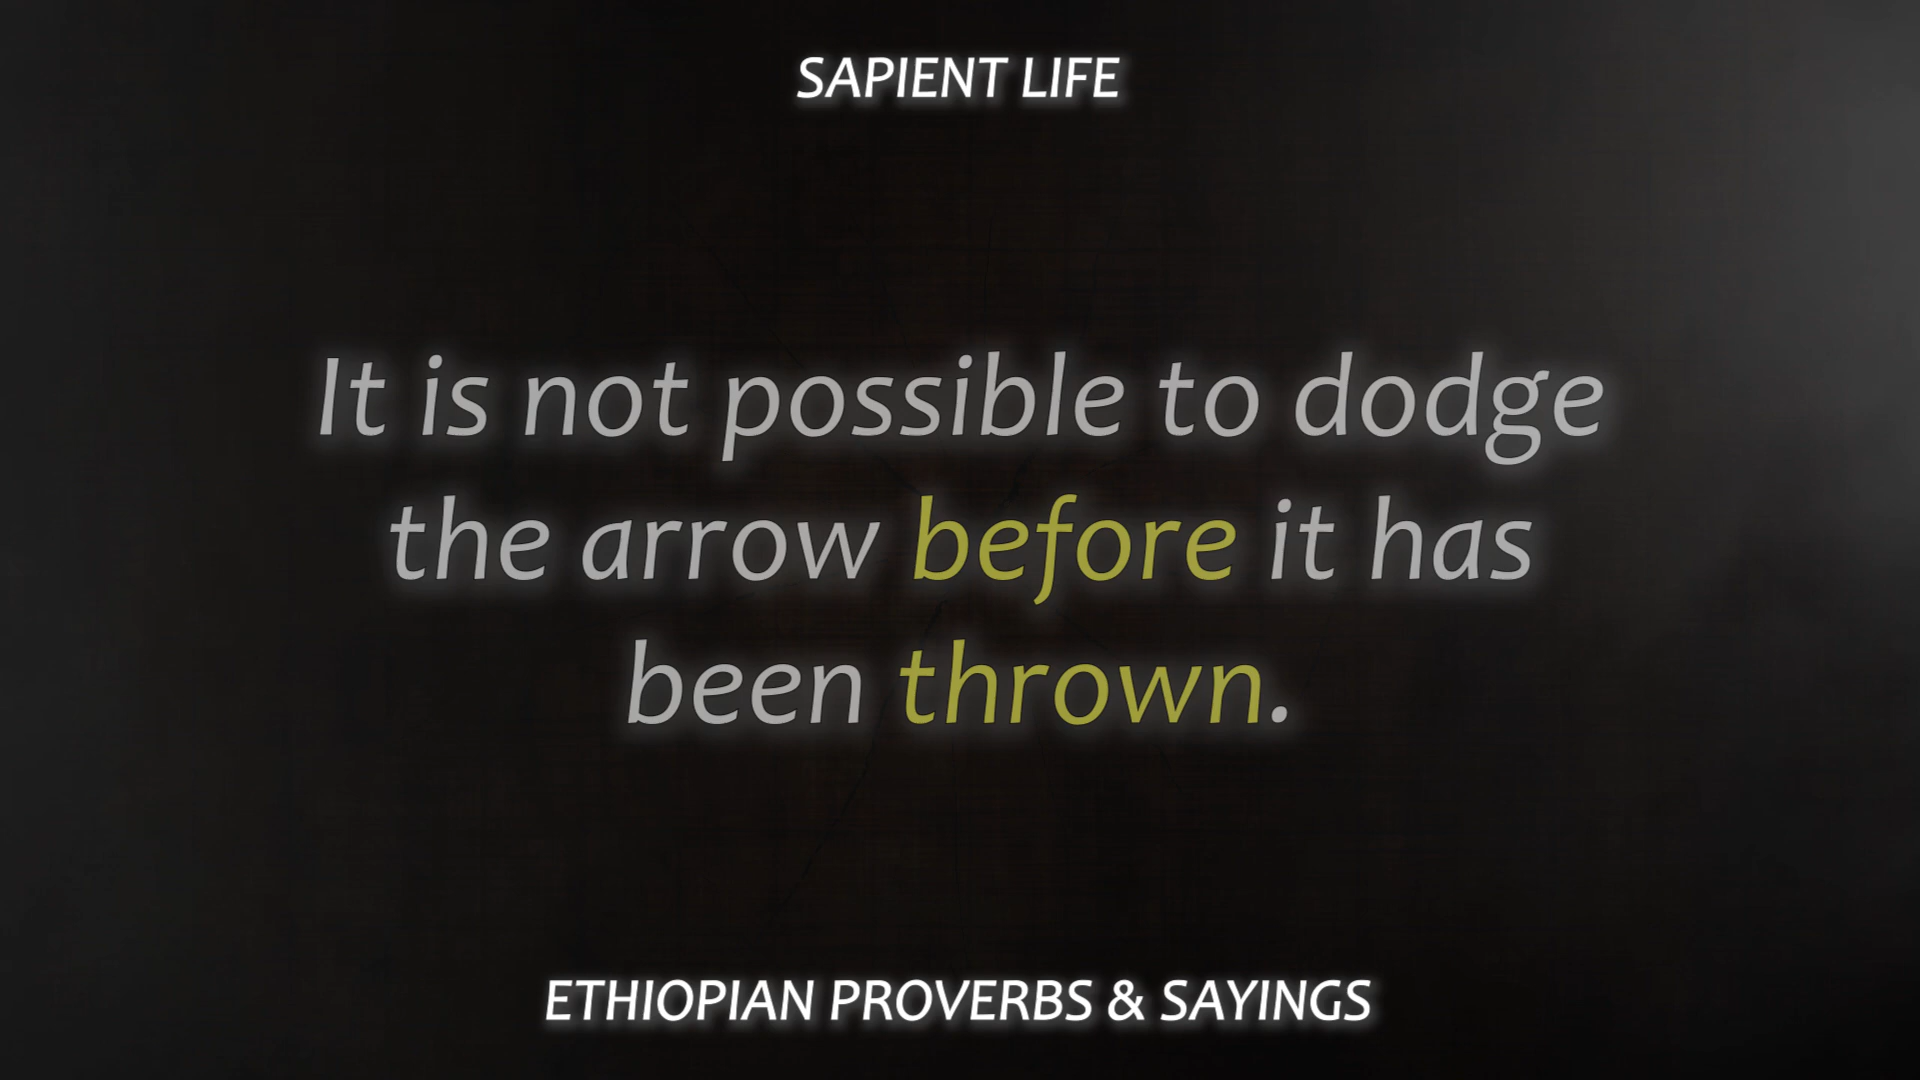 SAPIENT LIFE
It is not possible to dodge
the arrow before it has
been thrown.
ETHIOPIAN PROVERBS & SAYINGS